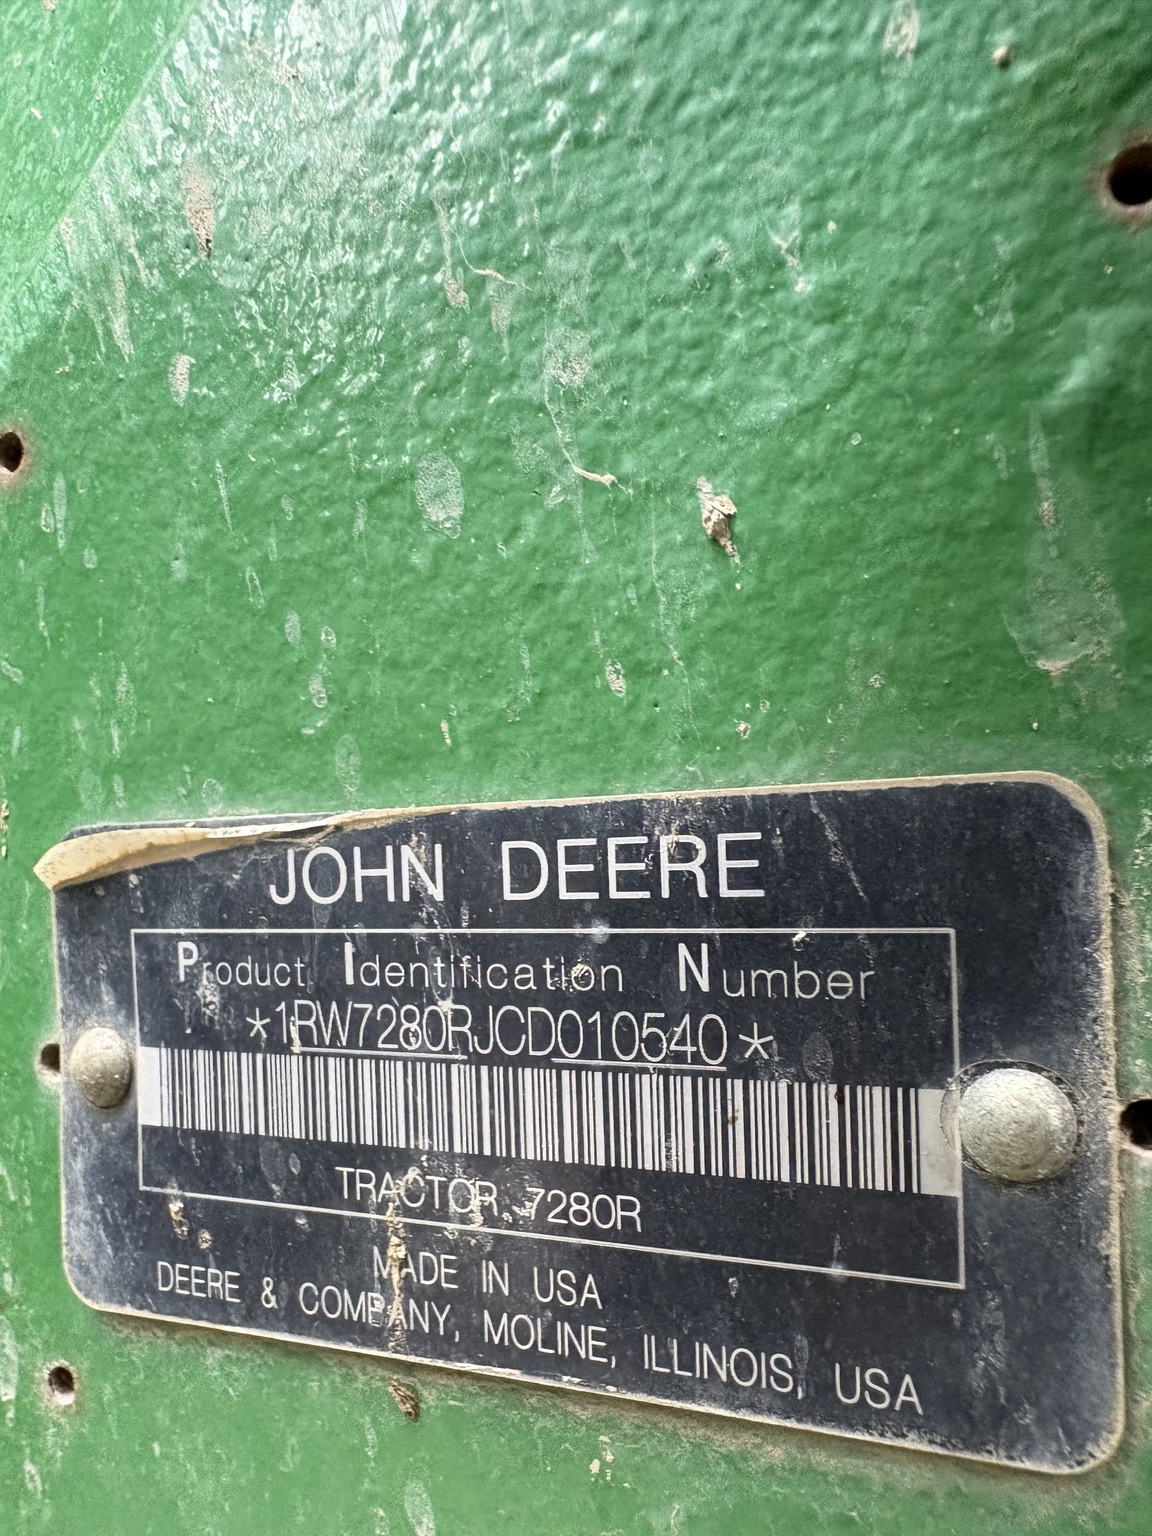 JOHN DEERE
Product Identification Number
*1RW7280RJCD010540*
TRACTOR 7280R
MADE IN USA
DEERE & COMPANY, MOLINE, ILLINOIS, USA